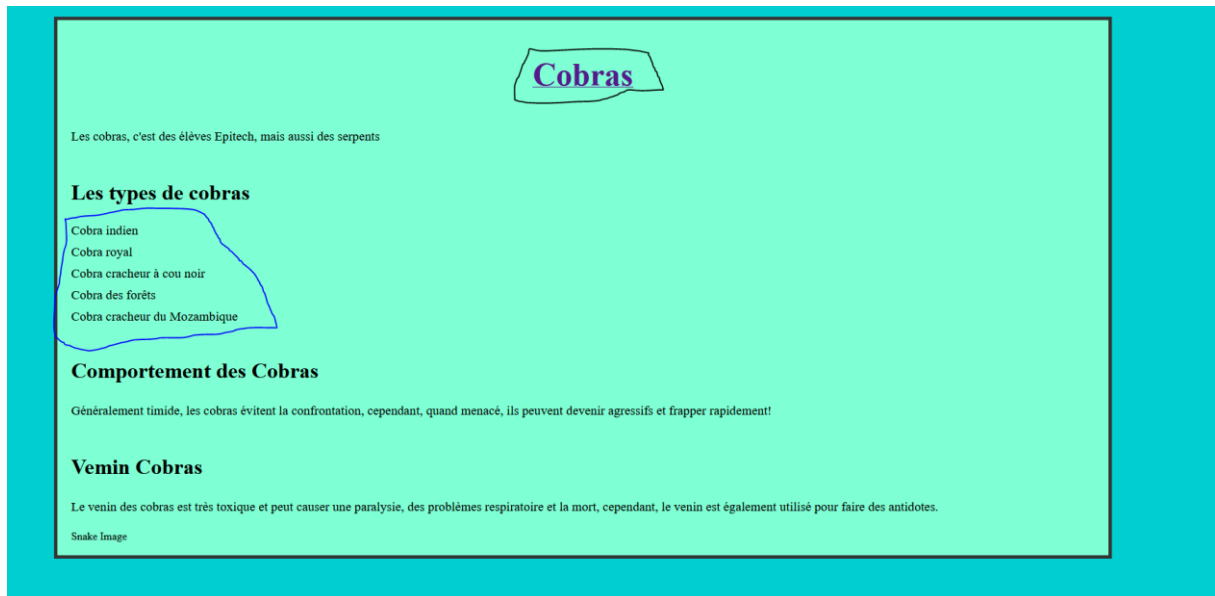 Cobras
Les cobras, c'est des élèves Epitech, mais aussi des serpents
Les types de cobras
Cobra indien
Cobra royal
Cobra cracheur à cou noir
Cobra des forêts
Cobra cracheur du Mozambique
Comportement des Cobras
Généralement timide, les cobras évitent la confrontation, cependant, quand menacé, ils peuvent devenir agressifs et frapper rapidement!
Vemin Cobras
Le venin des cobras est très toxique et peut causer une paralysie, des problèmes respiratoire et la mort, cependant, le venin est également utilisé pour faire des antidotes.
Snake Image